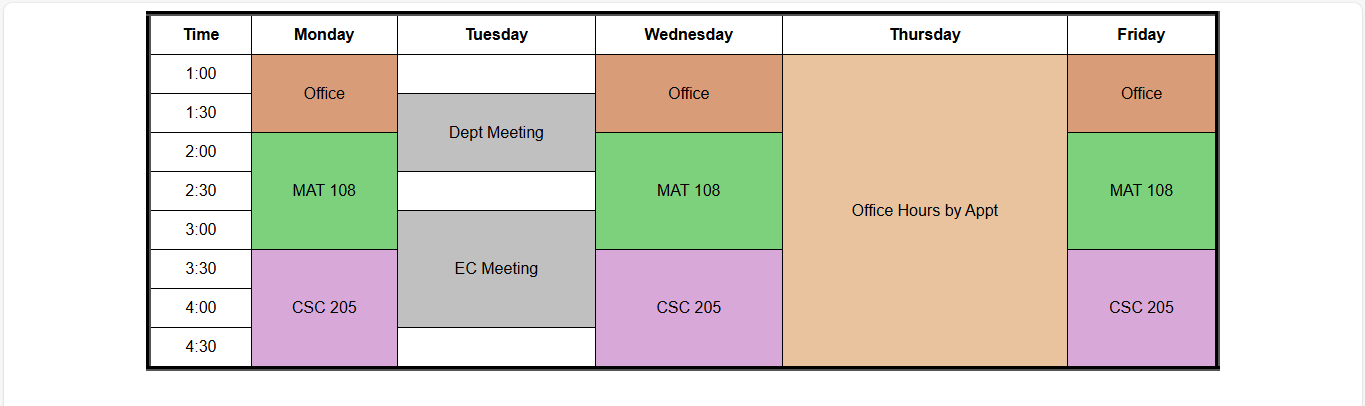 Time Monday Tuesday Wednesday Thursday Friday
1:00
Office Office Office
1:30
Dept Meeting
2:00
2:30 MAT 108 MAT 108 MAT 108
Office Hours by Appt
3:00
3:30 EC Meeting
4:00 CSC 205 CSC 205 CSC 205
4:30